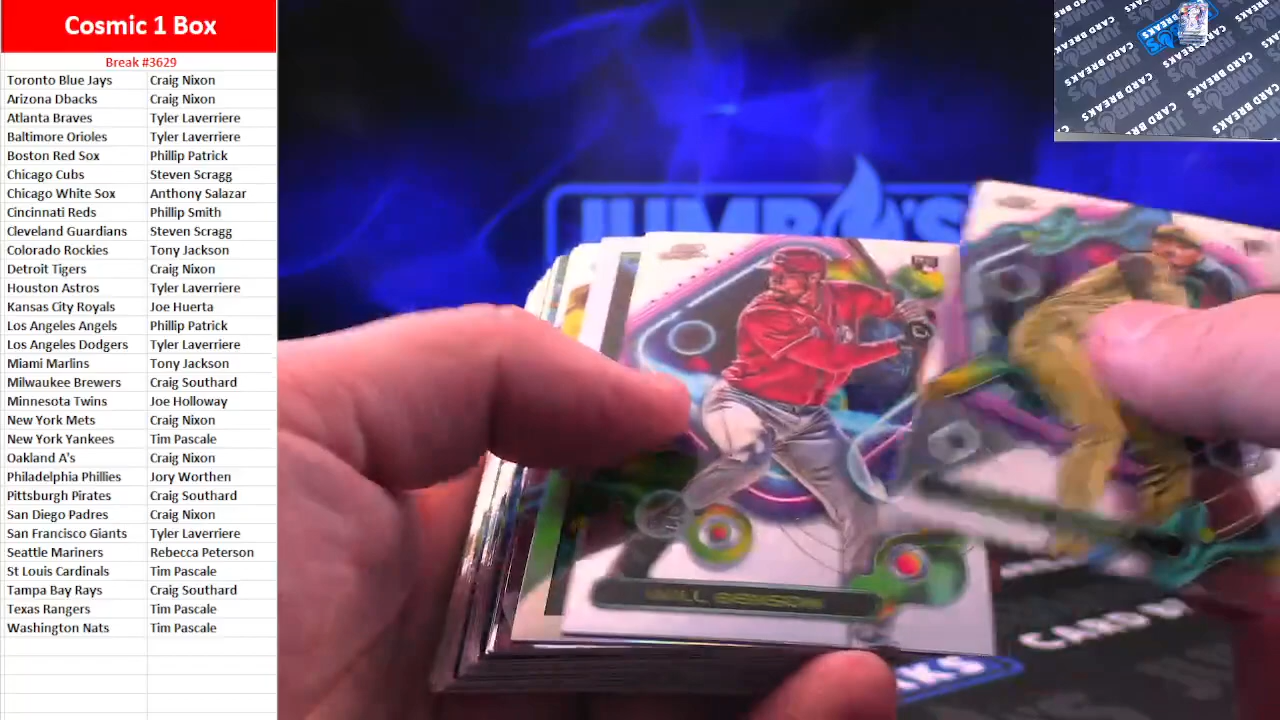 Cosmic 1 Box
Break #3629
Toronto Blue Jays Craig Nixon
Arizona Dbacks Craig Nixon
Atlanta Braves Tyler Laverriere
Baltimore Orioles Tyler Laverriere
Boston Red Sox Phillip Patrick
Chicago Cubs Steven Scragg
Chicago White Sox Anthony Salazar
Cincinnati Reds Phillip Smith
Cleveland Guardians Steven Scragg
Colorado Rockies Tony Jackson
Detroit Tigers Craig Nixon
Houston Astros Tyler Laverriere
Kansas City Royals Joe Huerta
Los Angeles Angels Phillip Patrick
Los Angeles Dodgers Tyler Laverriere
Miami Marlins Tony Jackson
Milwaukee Brewers Craig Southard
Minnesota Twins Joe Holloway
New York Mets Craig Nixon
New York Yankees Tim Pascale
Oakland A's Craig Nixon
Philadelphia Phillies Jory Worthen
Pittsburgh Pirates Craig Southard
San Diego Padres Craig Nixon
San Francisco Giants Tyler Laverriere
Seattle Mariners Rebecca Peterson
St Louis Cardinals Tim Pascale
Tampa Bay Rays Craig Southard
Texas Rangers Tim Pascale
Washington Nats Tim Pascale
JUMBO'S
WILL BENSON
CARD
CARD BREAKS
JUMBO'S
CARD BREAKS